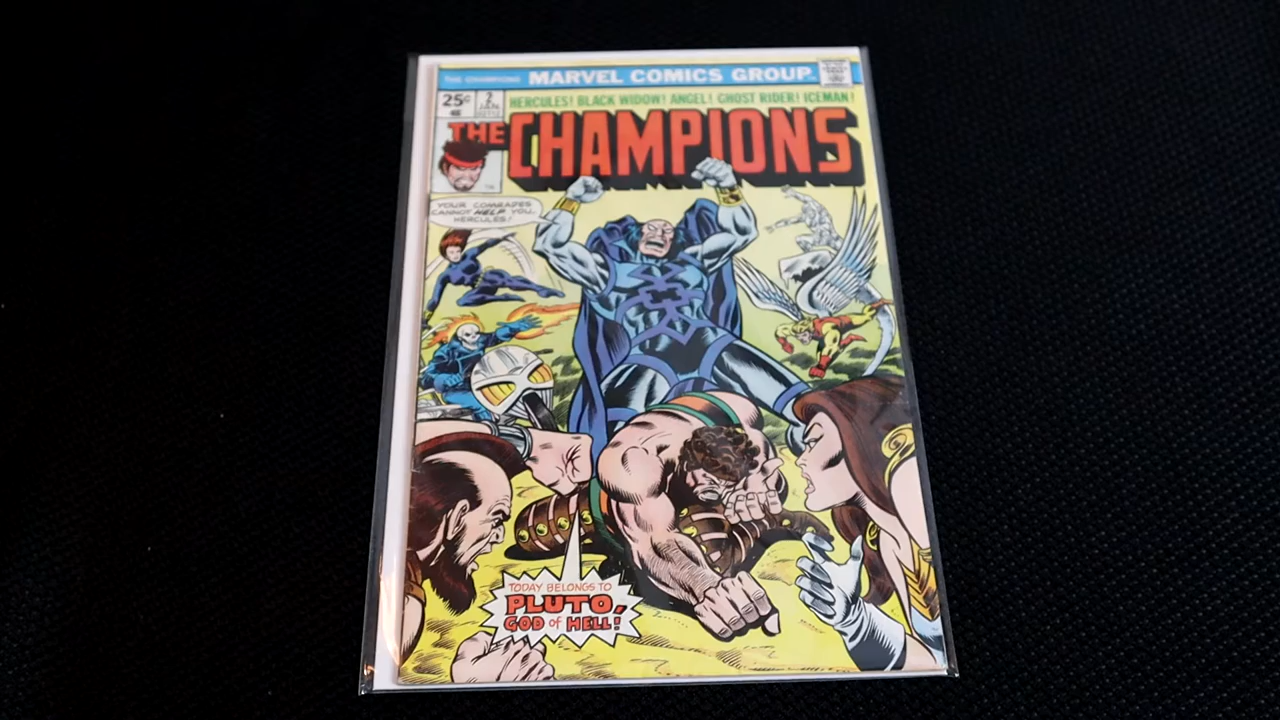 THE CHAMPIONS MARVEL COMICS GROUP
25¢ 2 JAN
HERCULES! BLACK WIDOW! ANGEL! GHOST RIDER! ICEMAN!
THE CHAMPIONS
YOUR COMRADES
CANNOT HELP YOU,
HERCULES!
TODAY BELONGS TO
PLUTO,
GOD of HELL!